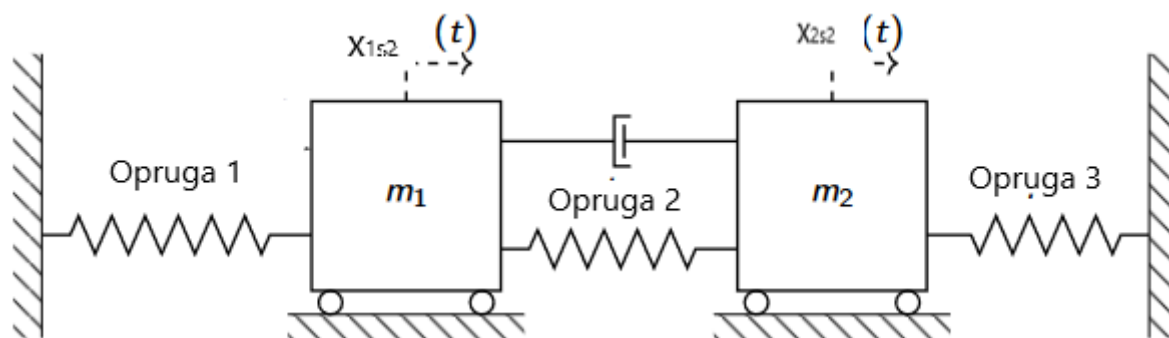 X1s2 (t)
X2s2 (t)
Opruga 1
m1
Opruga 2
m2
Opruga 3